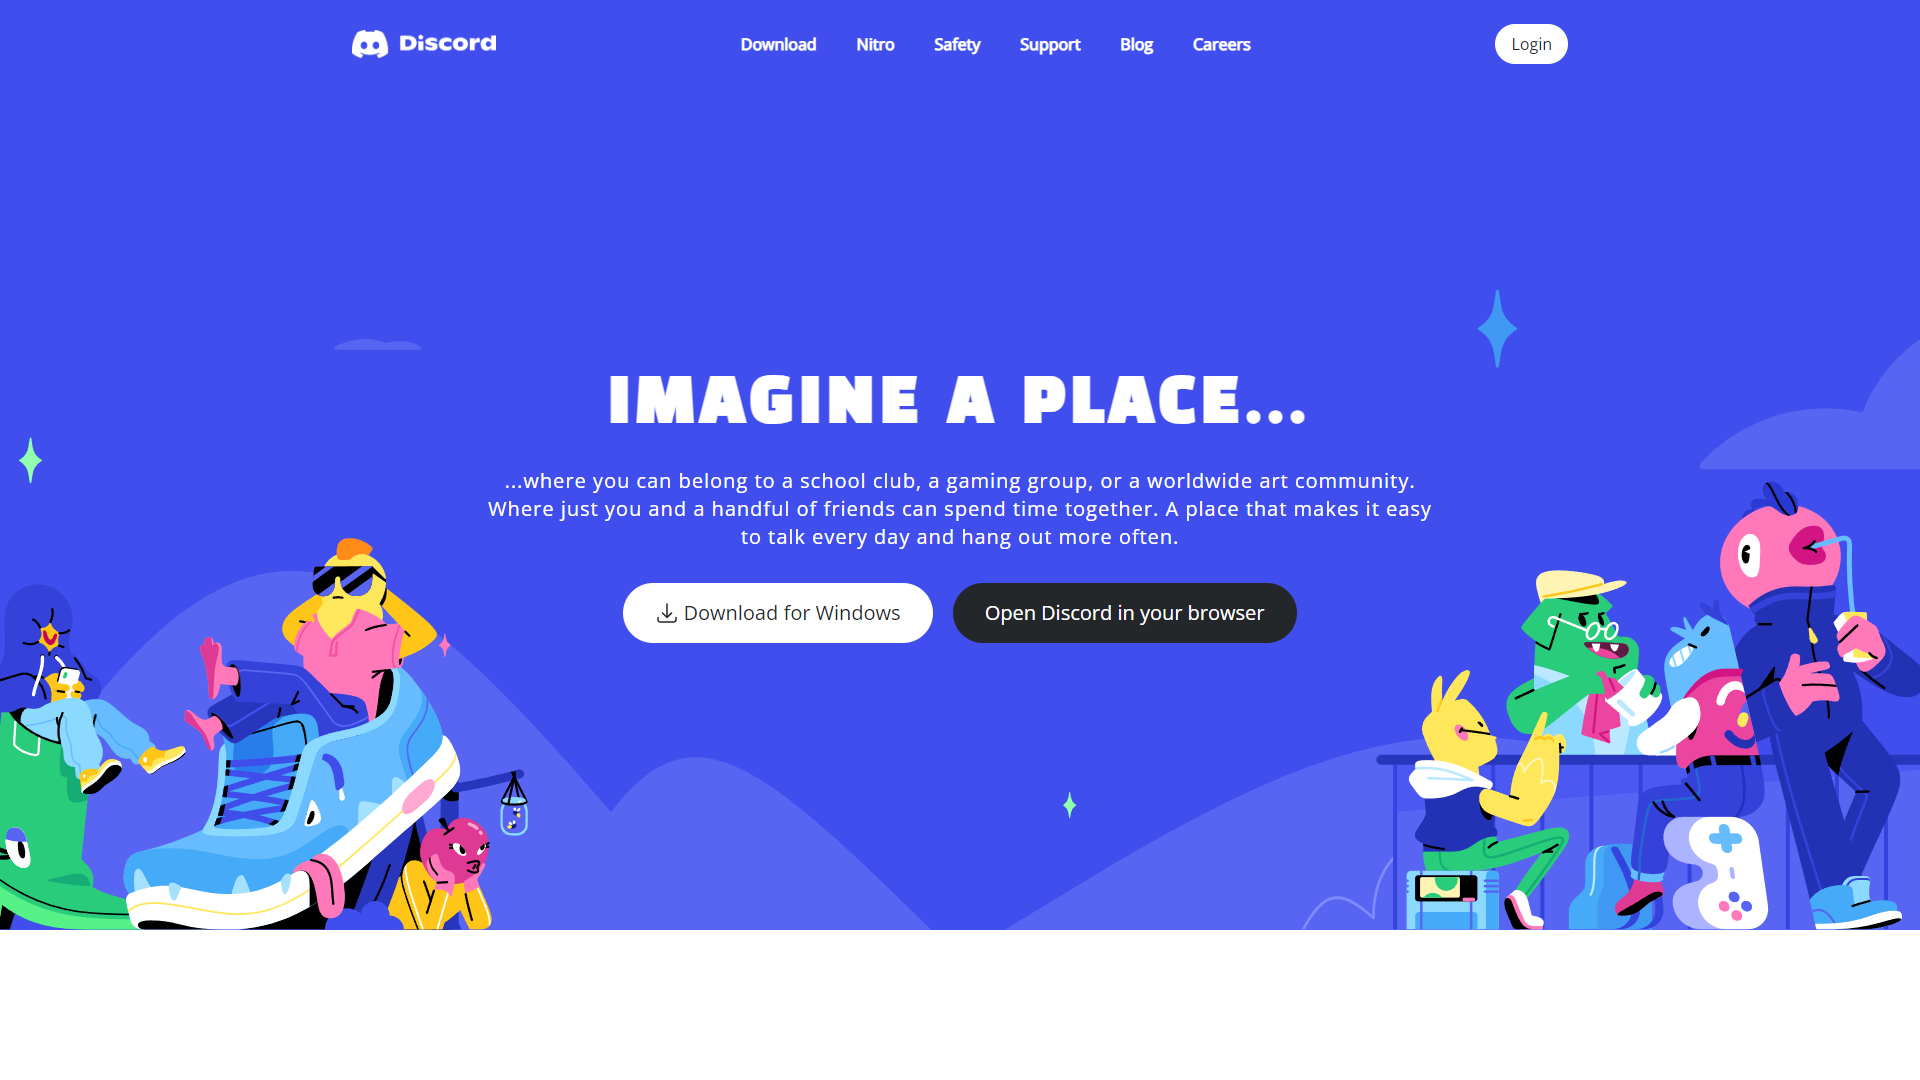 Discord
Download Nitro Safety Support Blog Careers
Login
IMAGINE A PLACE...
...where you can belong to a school club, a gaming group, or a worldwide art community.
Where just you and a handful of friends can spend time together. A place that makes it easy
to talk every day and hang out more often.
Download for Windows
Open Discord in your browser